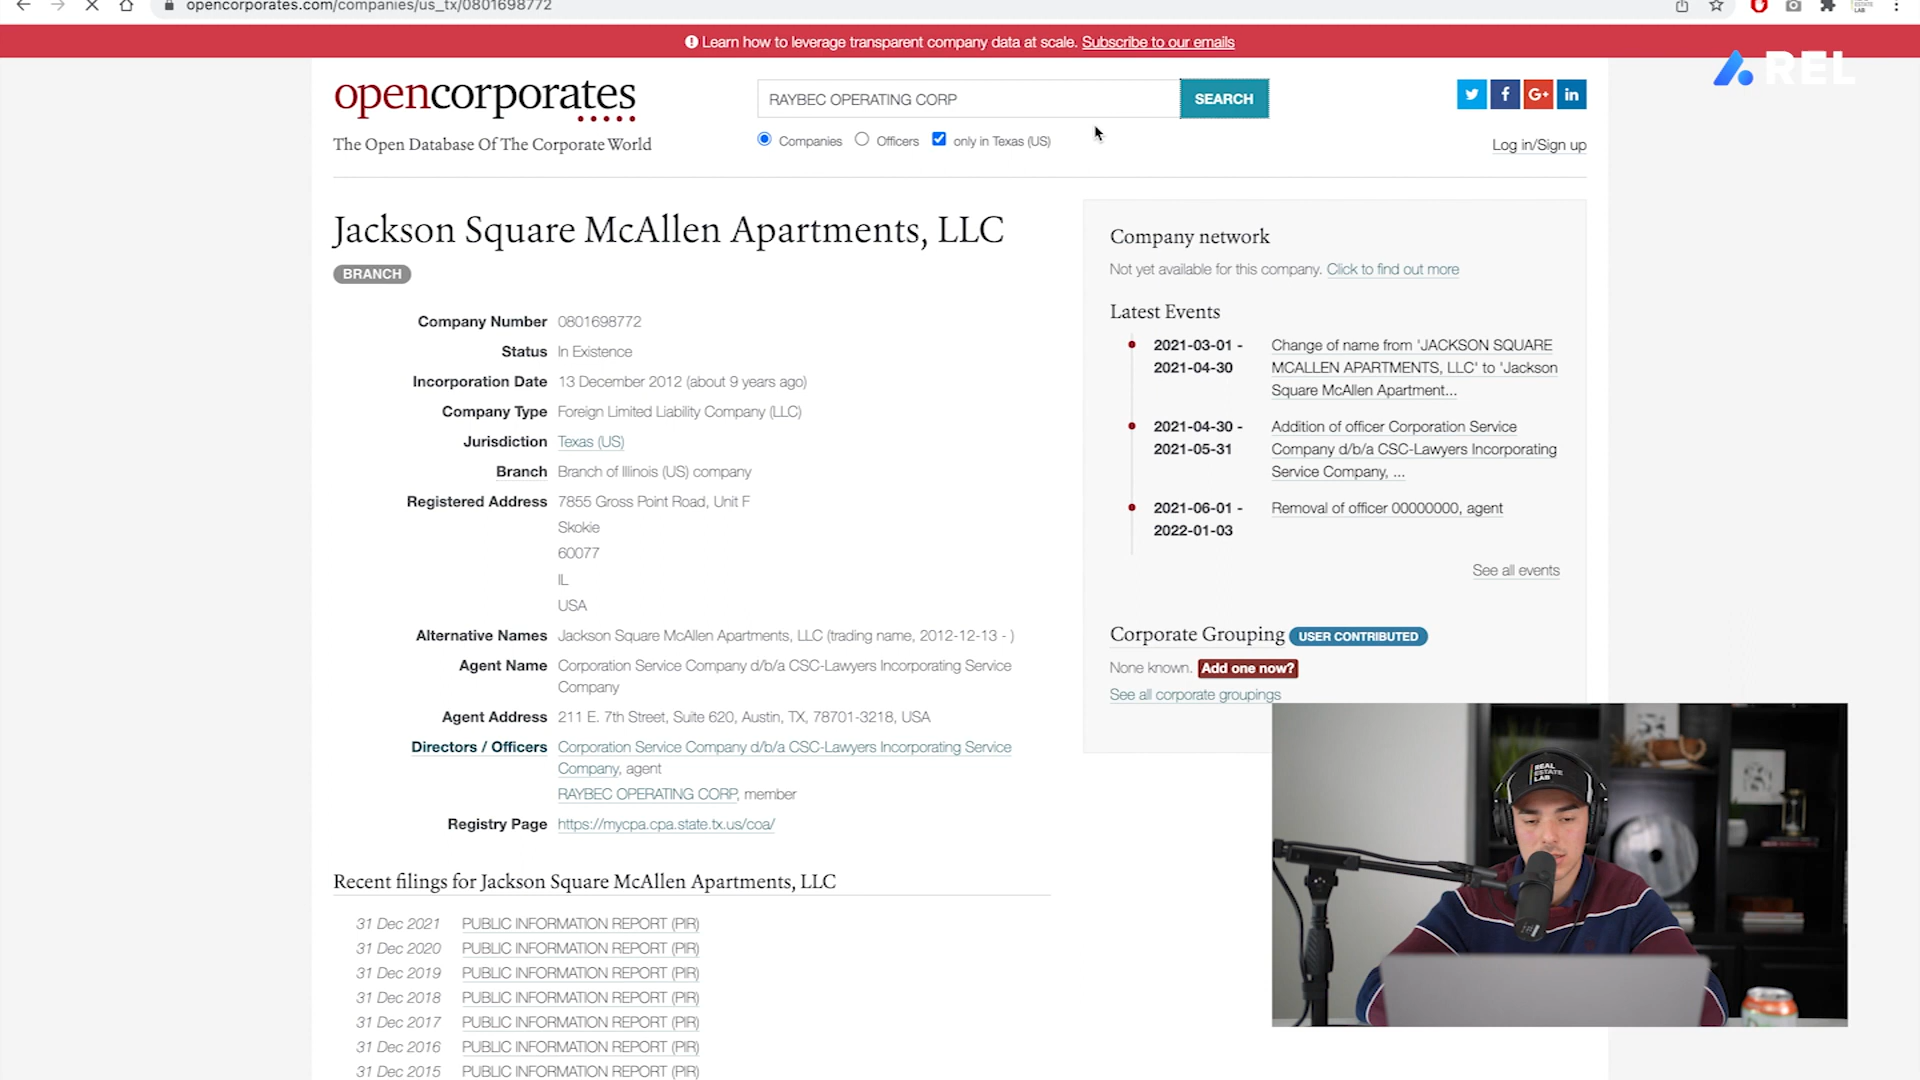 opencorporates.com/companies/us_tx/0801698772
Learn how to leverage transparent company data at scale. Subscribe to our emails
REL
opencorporates
The Open Database Of The Corporate World
RAYBEC OPERATING CORP
SEARCH
Companies Officers only in Texas (US)
G+ in
Log in/Sign up
Jackson Square McAllen Apartments, LLC
BRANCH
Company Number 0801698772
Status In Existence
Incorporation Date 13 December 2012 (about 9 years ago)
Company Type Foreign Limited Liability Company (LLC)
Jurisdiction Texas (US)
Branch Branch of Illinois (US) company
Registered Address 7855 Gross Point Road, Unit F
Skokie
60077
IL
USA
Alternative Names Jackson Square McAllen Apartments, LLC (trading name, 2012-12-13 - )
Agent Name Corporation Service Company d/b/a CSC-Lawyers Incorporating Service
Company
Agent Address 211 E. 7th Street, Suite 620, Austin, TX, 78701-3218, USA
Directors / Officers Corporation Service Company d/b/a CSC-Lawyers Incorporating Service
Company, agent
RAYBEC OPERATING CORP, member
Registry Page https://mycpa.cpa.state.tx.us/coa/
Recent filings for Jackson Square McAllen Apartments, LLC
31 Dec 2021 PUBLIC INFORMATION REPORT (PIR)
31 Dec 2020 PUBLIC INFORMATION REPORT (PIR)
31 Dec 2019 PUBLIC INFORMATION REPORT (PIR)
31 Dec 2018 PUBLIC INFORMATION REPORT (PIR)
31 Dec 2017 PUBLIC INFORMATION REPORT (PIR)
31 Dec 2016 PUBLIC INFORMATION REPORT (PIR)
31 Dec 2015 PUBLIC INFORMATION REPORT (PIR)
Company network
Not yet available for this company. Click to find out more
Latest Events
2021-03-01 - Change of name from 'JACKSON SQUARE
2021-04-30 MCALLEN APARTMENTS, LLC' to 'Jackson
Square McAllen Apartment...
2021-04-30 - Addition of officer Corporation Service
2021-05-31 Company d/b/a CSC-Lawyers Incorporating
Service Company, ...
2021-06-01 - Removal of officer 00000000, agent
2022-01-03
See all events
Corporate Grouping USER CONTRIBUTED
None known. Add one now?
See all corporate groupings
REAL
ESTATE
LAB